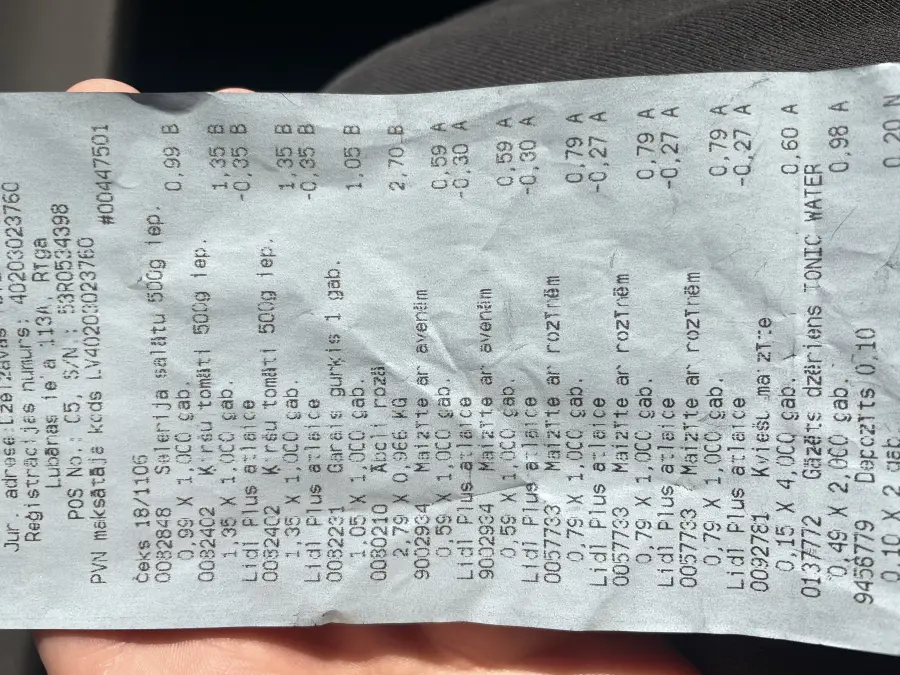 Jur. adrese:Dzelzavas
Reģistrācijas numurs: 40203023760
Lubānas iela 113A, Rīga
POS No.: C5, S/N.: 53R0534398
PVN maksātāja kods LV40203023760 #00447501
čeks 18/1106
0082848 Selerija salātu 500g iep.
0,99 X 1,000 gab. 0,99 B
0082402 Ķiršu tomāti 500g iep.
1,35 X 1,000 gab. 1,35 B
Lidl Plus atlaide -0,35 B
0082402 Ķiršu tomāti 500g iep.
1,35 X 1,000 gab. 1,35 B
Lidl Plus atlaide -0,35 B
0082231 Garais gurķis 1 gab.
1,05 X 1,000 gab. 1,05 B
0080210 Āboli rozā
2,79 X 0,966 KG 2,70 B
9002934 Maizīte ar avenēm
0,59 X 1,000 gab. 0,59 A
Lidl Plus atlaide -0,30 A
9002934 Maizīte ar avenēm
0,59 X 1,000 gab. 0,59 A
Lidl Plus atlaide -0,30 A
0057733 Maizīte ar rozīnēm
0,79 X 1,000 gab. 0,79 A
Lidl Plus atlaide -0,27 A
0057733 Maizīte ar rozīnēm
0,79 X 1,000 gab. 0,79 A
Lidl Plus atlaide -0,27 A
0057733 Maizīte ar rozīnēm
0,79 X 1,000 gab. 0,79 A
Lidl Plus atlaide -0,27 A
0092781 Kviešu maizīte
0,15 X 4,000 gab. 0,60 A
0137772 Gāzēts dzēriens TONIC WATER
0,49 X 2,000 gab. 0,98 A
9456779 Depozīts 0,10
0,10 X 2 gab. 0,20 N